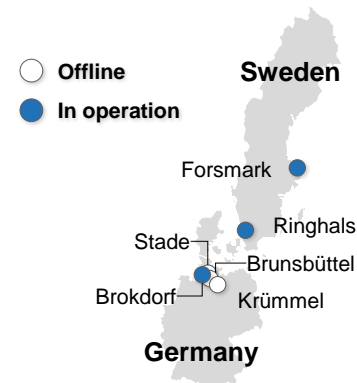 Offline
Sweden
In operation
Forsmark
Ringhals
Stade
Brunsbüttel
Brokdorf
Krümmel
Germany